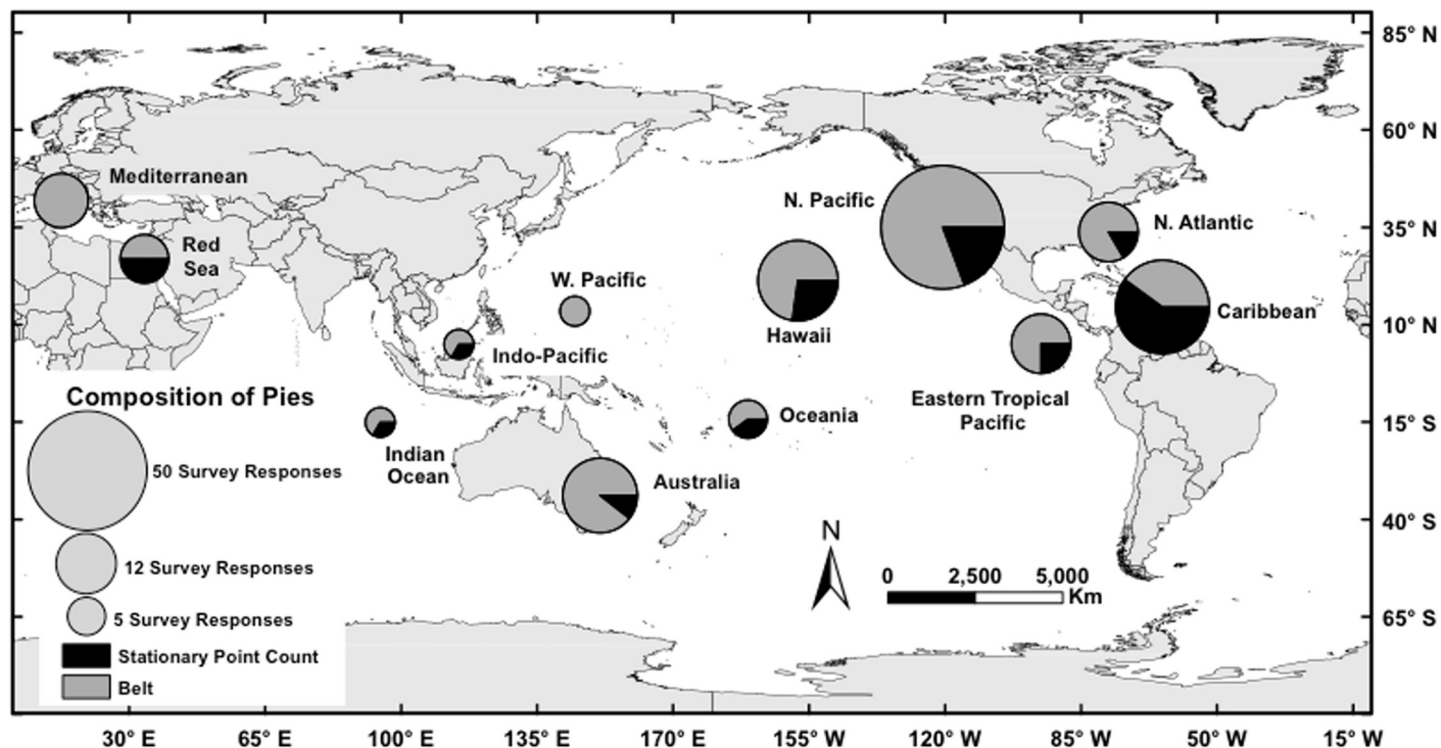 85° N
60° N
35° N
10° N
15° S
40° S
65° S
Mediterranean
Red
Sea
W. Pacific
Indo-Pacific
Indian
Ocean
Australia
Oceania
Hawaii
N. Pacific
N. Atlantic
Caribbean
Eastern Tropical
Pacific
Composition of Pies
50 Survey Responses
12 Survey Responses
5 Survey Responses
Stationary Point Count
Belt
N
0 2,500 5,000
Km
30° E 65° E 100° E 135° E 170° E 155° W 120° W 85° W 50° W 15° W